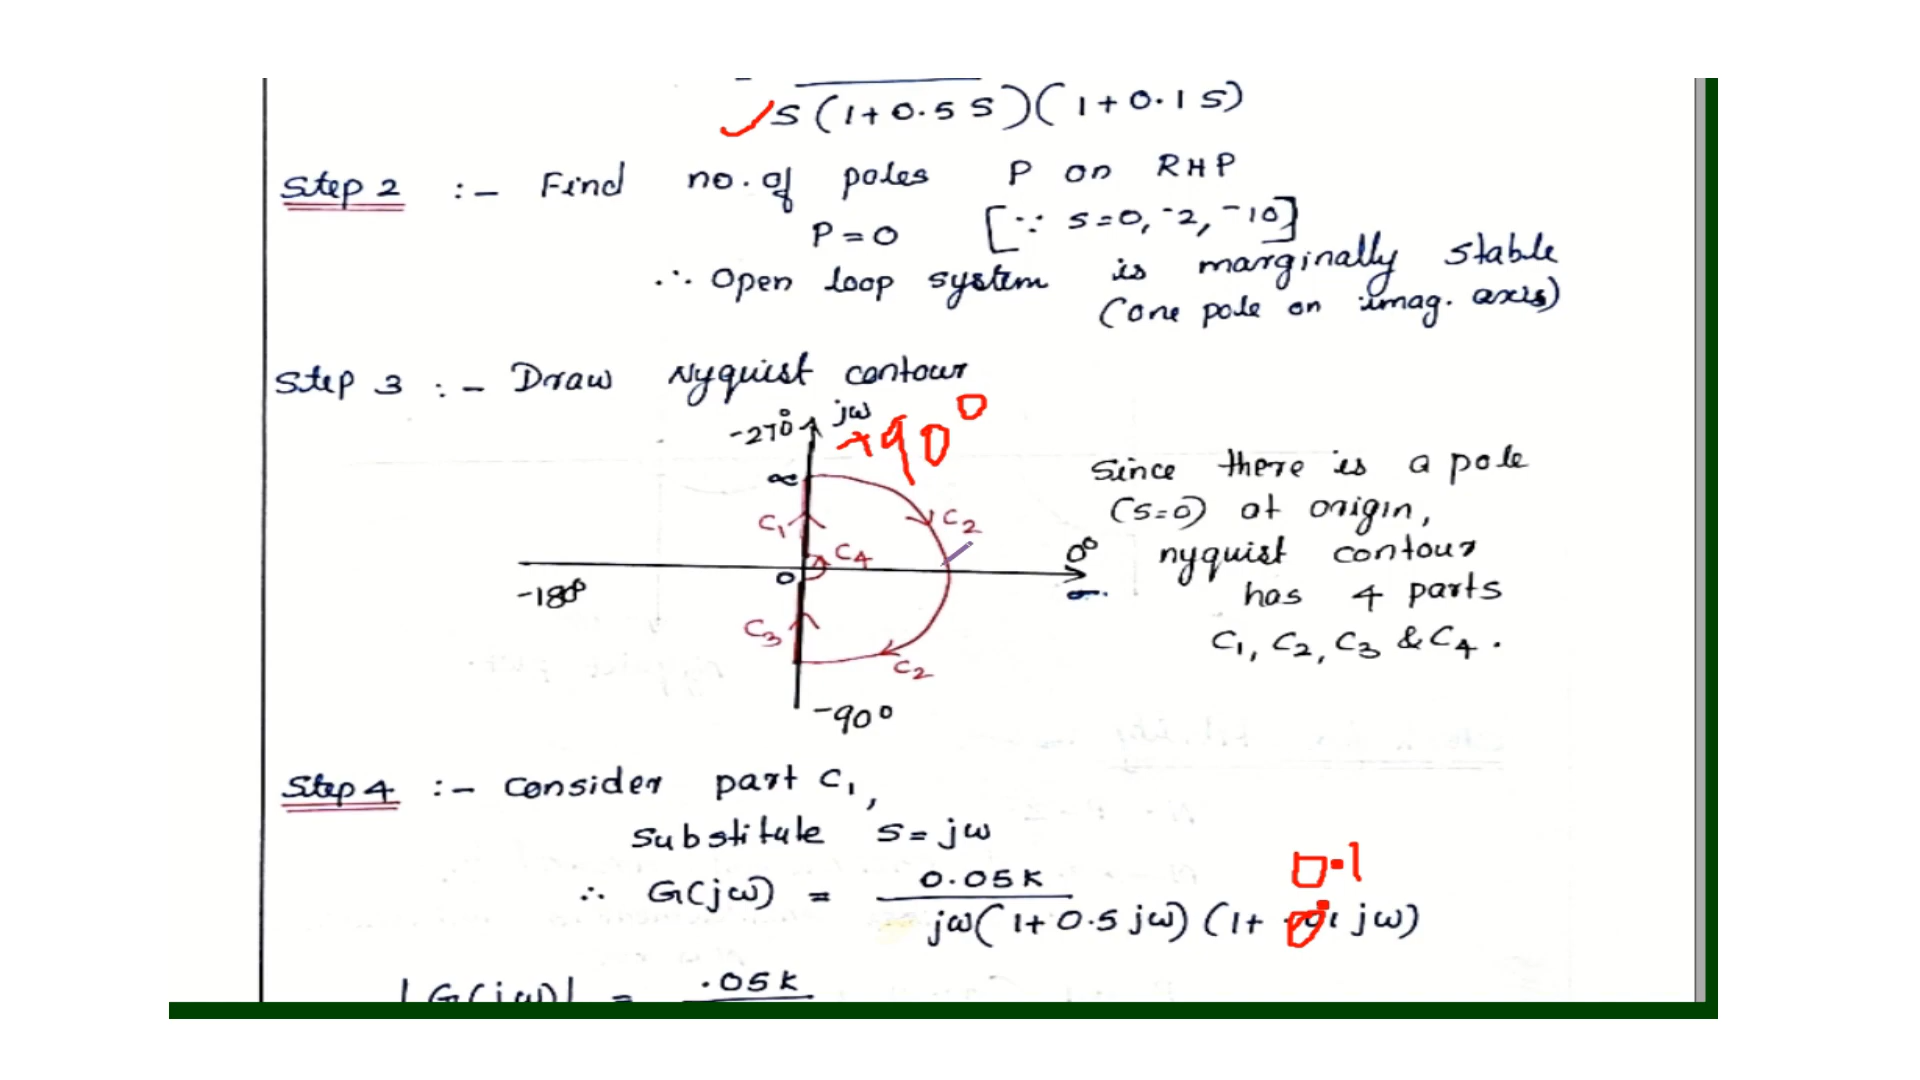 s(1+0.5s)(1+0.1s)
Step 2 :- Find no. of poles P on RHP
P=0 [∵ s=0, -2, -10]
∴ Open loop system is marginally stable
(one pole on imag. axis)
Step 3 :- Draw Nyquist contour
-270° jω +90°
∞
C1 C2
C4 0°
0
-180° σ
C3
C2
-90°
Since there is a pole
(s=0) at origin,
nyquist contour
has 4 parts
C1, C2, C3 & C4.
Step 4 :- Consider part C1,
Substitute s=jω
0.1
∴ G(jω) = 0.05K
jω(1+0.5jω)(1+ jω)
|G(jω)| = .05K